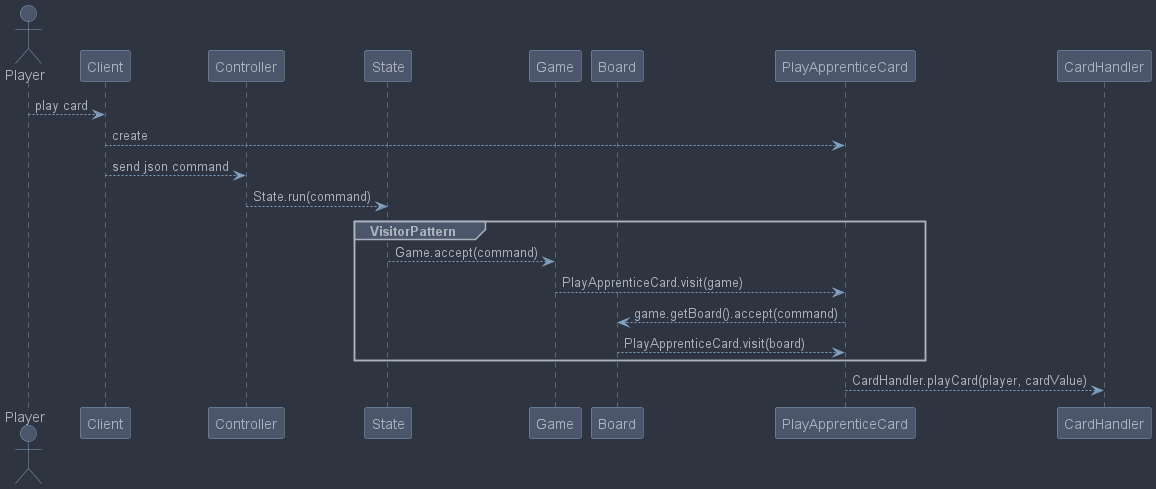 Player
Client
Controller
State
Game
Board
PlayApprenticeCard
CardHandler
play card
create
send json command
State.run(command)
VisitorPattern
Game.accept(command)
PlayApprenticeCard.visit(game)
game.getBoard().accept(command)
PlayApprenticeCard.visit(board)
CardHandler.playCard(player, cardValue)
Player
Client
Controller
State
Game
Board
PlayApprenticeCard
CardHandler